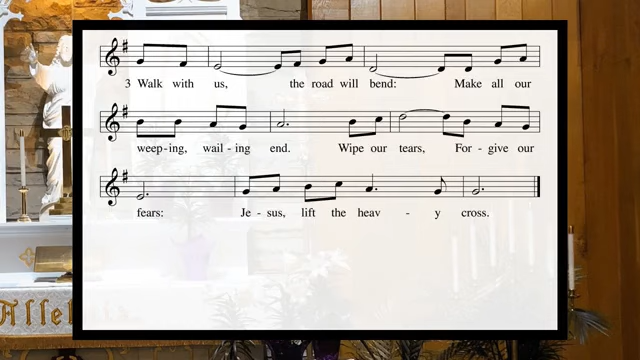 3 Walk with us, the road will bend: Make all our
weep-ing, wail-ing end. Wipe our tears, For-give our
fears: Je-sus, lift the heav-y cross.
Allel